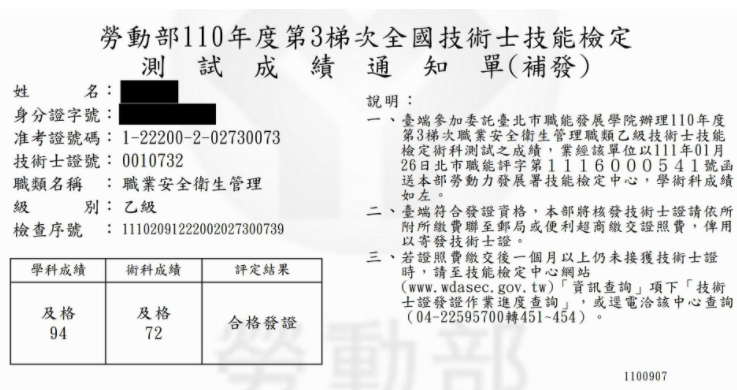 勞動部110年度第3梯次全國技術士技能檢定
測試成績通知單(補發)
姓名：
身分證字號：
准考證號碼：1-22200-2-02730073
技術士證號：0010732
職類名稱：職業安全衛生管理
級別：乙級
檢查序號：11102091222002027300739
學科成績 術科成績 評定結果
及格 及格 合格發證
94 72
說明：
一、臺端參加委託臺北市職能發展學院辦理110年度
第3梯次職業安全衛生管理職類乙級技術士技能
檢定術科測試之成績，業經該單位以111年01月
26日北市職能評字第1116000541號函
送本部勞動力發展署技能檢定中心，學術科成績
如左。
二、臺端符合發證資格，本部將核發技術士證請依所
附所繳費聯至郵局或便利超商繳交證照費，俾用
以寄發技術士證。
三、若證照費繳交後一個月以上仍未接獲技術士證
時，請至技能檢定中心網站
(www.wdasec.gov.tw)「資訊查詢」項下「技術
士證發證作業進度查詢」，或逕電洽該中心查詢
（04-22595700轉451~454）。
1100907
勞動部